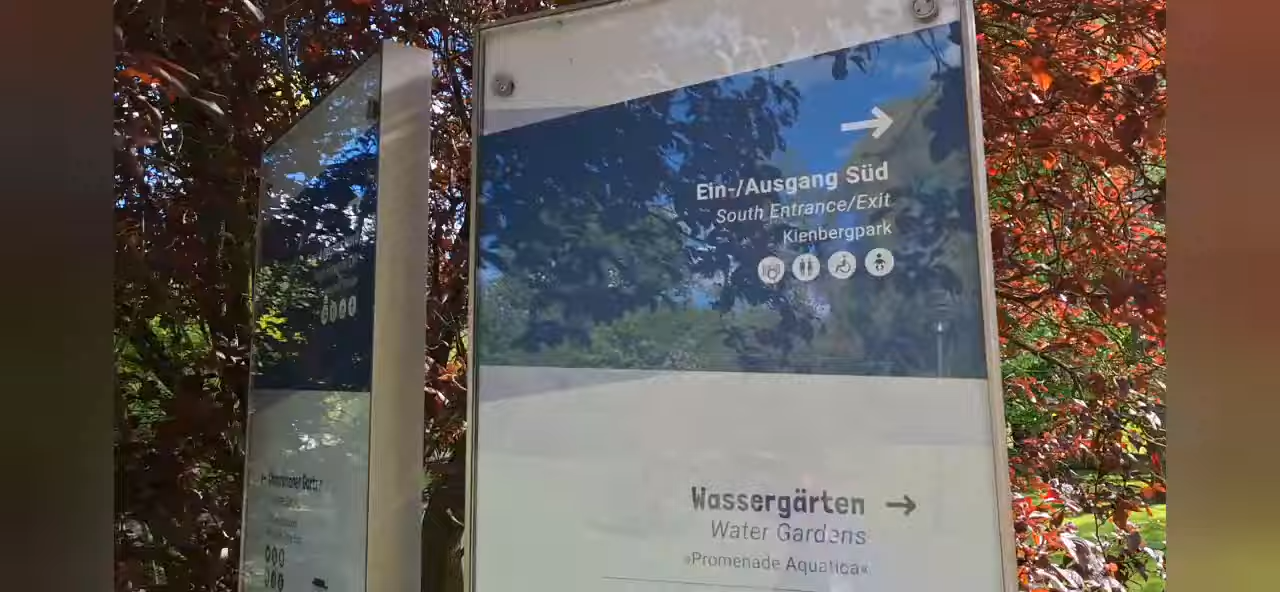 Ein-/Ausgang Süd
South Entrance/Exit
Kienbergpark
Wassergärten
Water Gardens
»Promenade Aquatica«